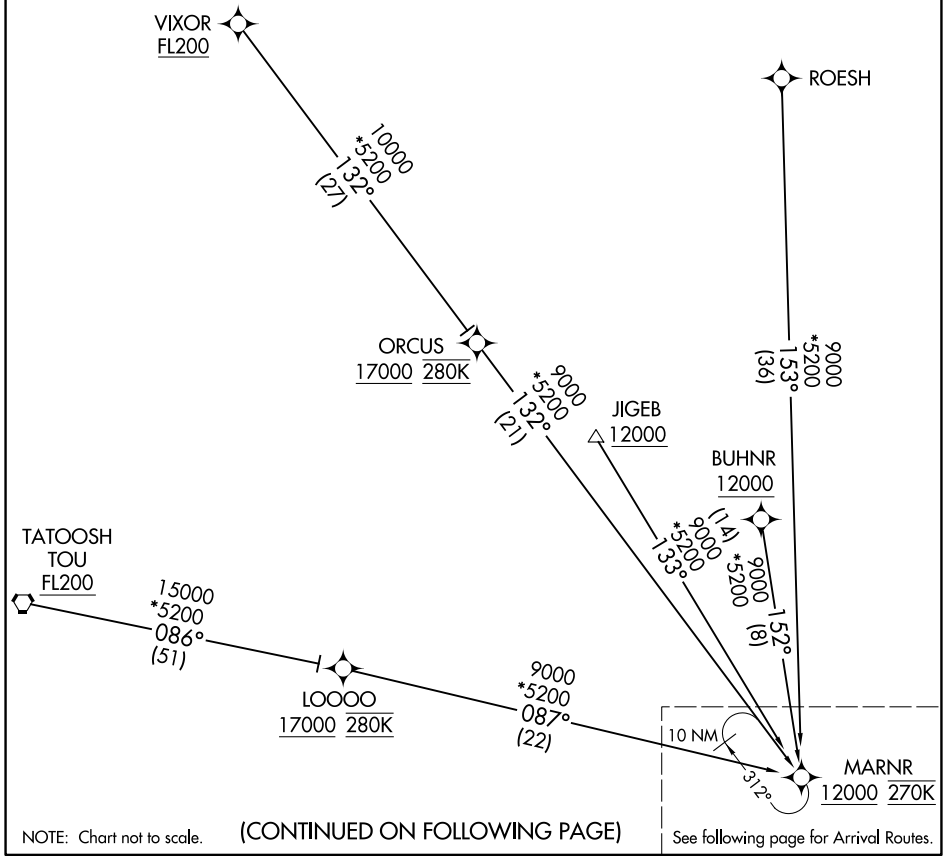 VIXOR
FL200
ROESH
10000
*5200
132°
(27)
ORCUS
17000 280K
9000
*5200
132°
(21)
9000
*5200
153°
(36)
JIGEB
12000
BUHNR
12000
(14)
9000
*5200
133°
9000
*5200
152°
(8)
TATOOSH
TOU
FL200
15000
*5200
086°
(51)
LOOOO
17000 280K
9000
*5200
087°
(22)
10 NM
312°
MARNR
12000 270K
NOTE: Chart not to scale.
(CONTINUED ON FOLLOWING PAGE)
See following page for Arrival Routes.